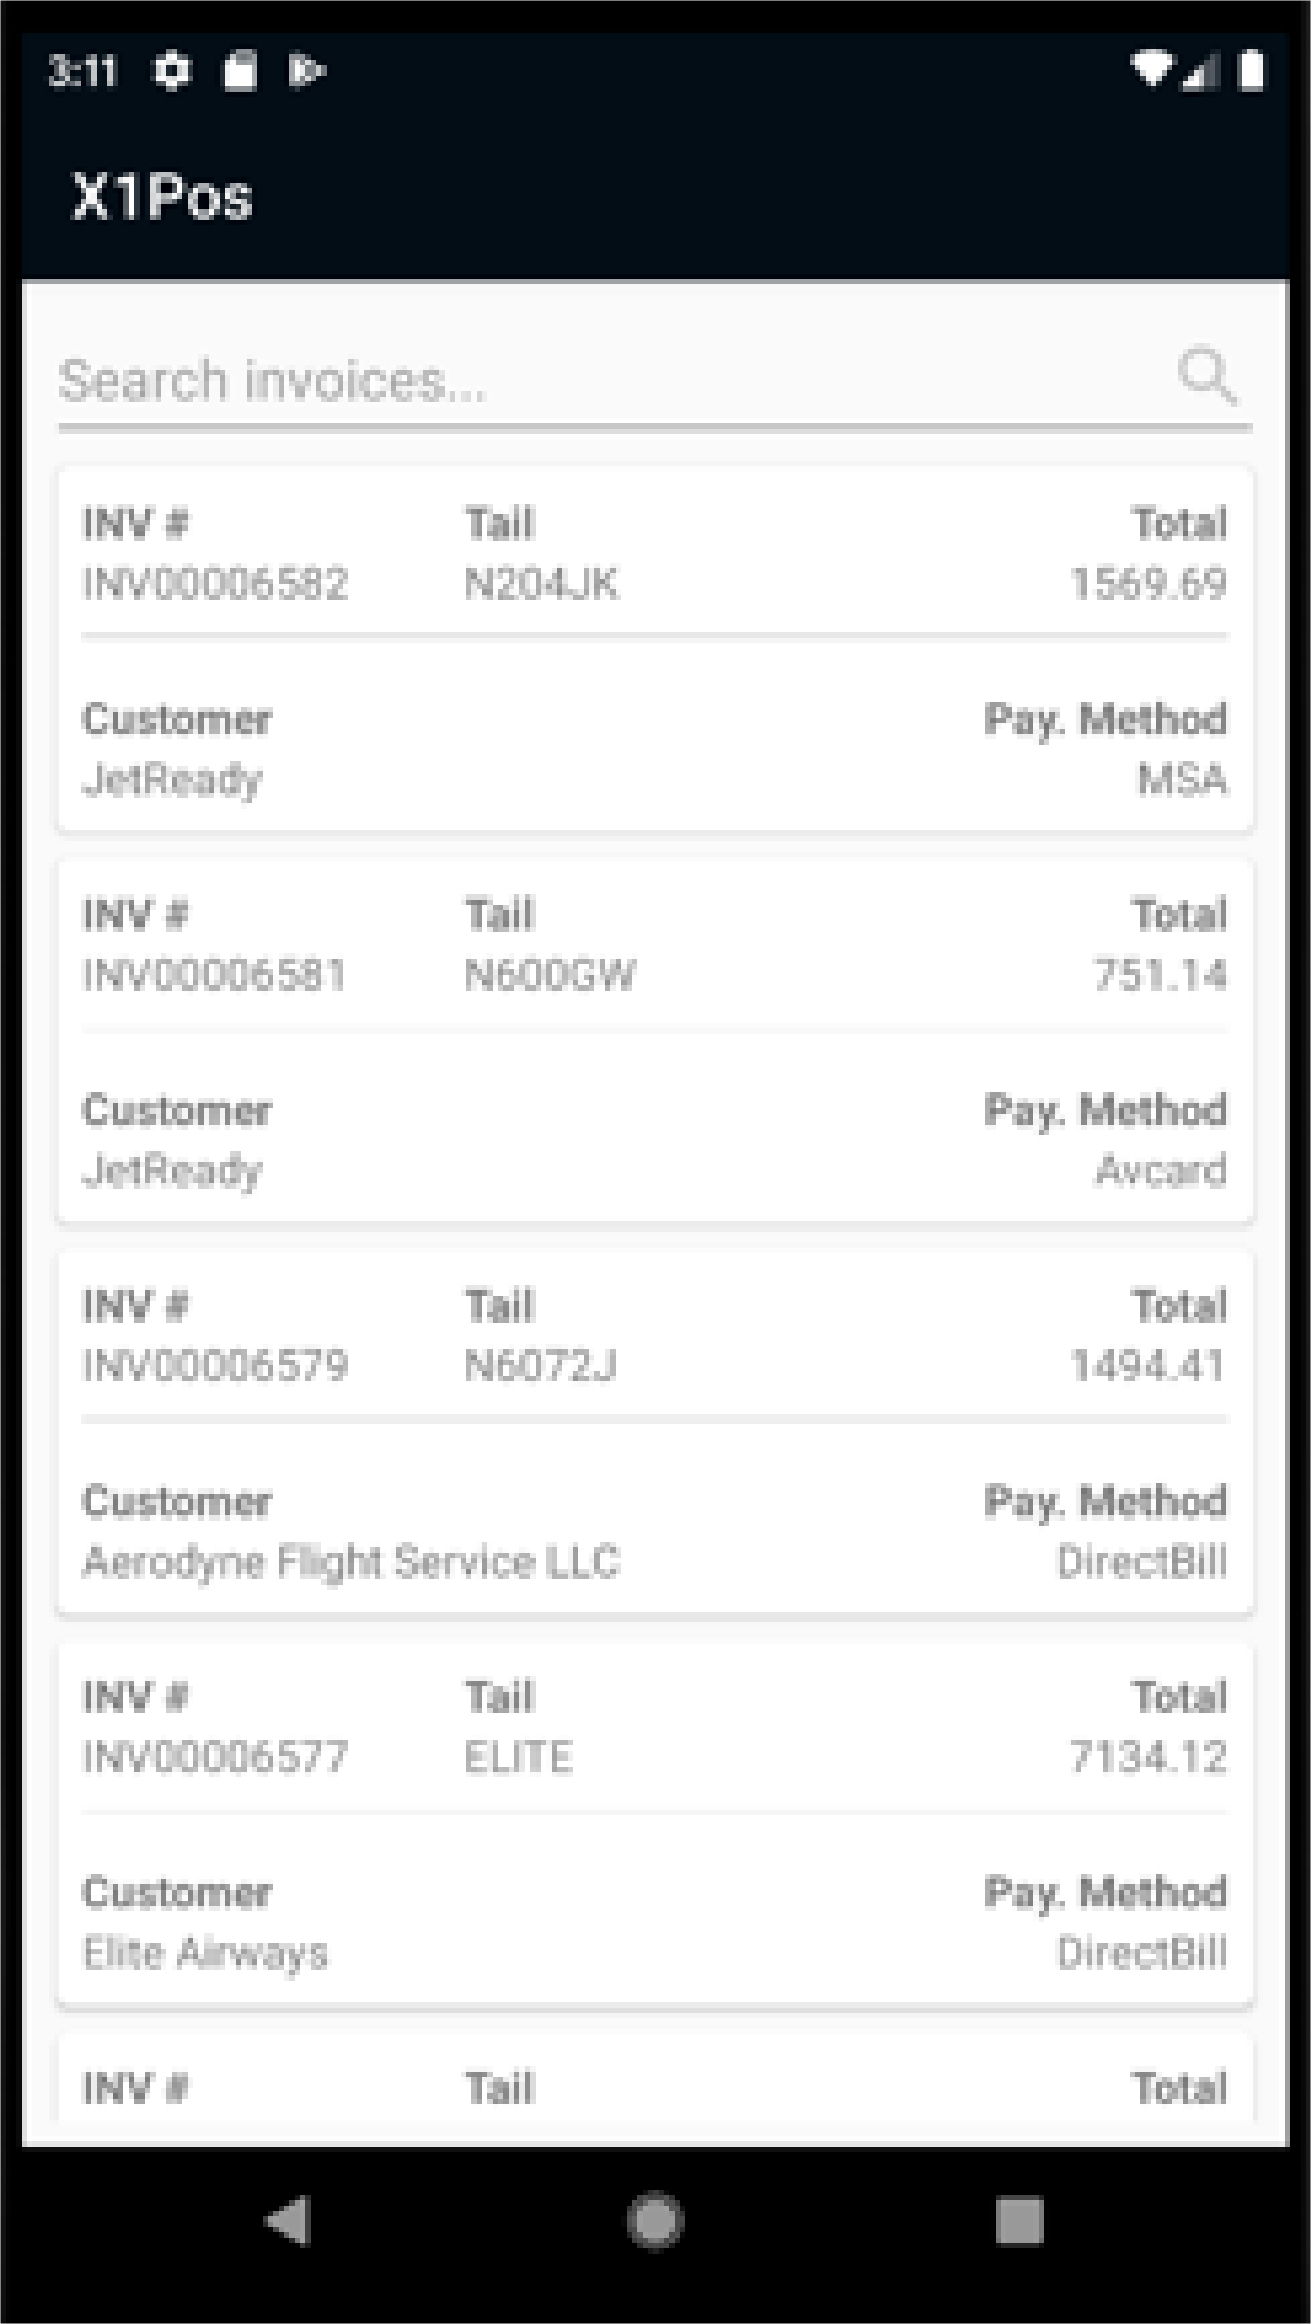 3:11
X1Pos
Search invoices...
INV # Tail Total
INV00006582 N204JK 1569.69
Customer Pay. Method
JetReady MSA
INV # Tail Total
INV00006581 N600GW 751.14
Customer Pay. Method
JetReady Avcard
INV # Tail Total
INV00006579 N6072J 1494.41
Customer Pay. Method
Aerodyne Flight Service LLC DirectBill
INV # Tail Total
INV00006577 ELITE 7134.12
Customer Pay. Method
Elite Airways DirectBill
INV # Tail Total